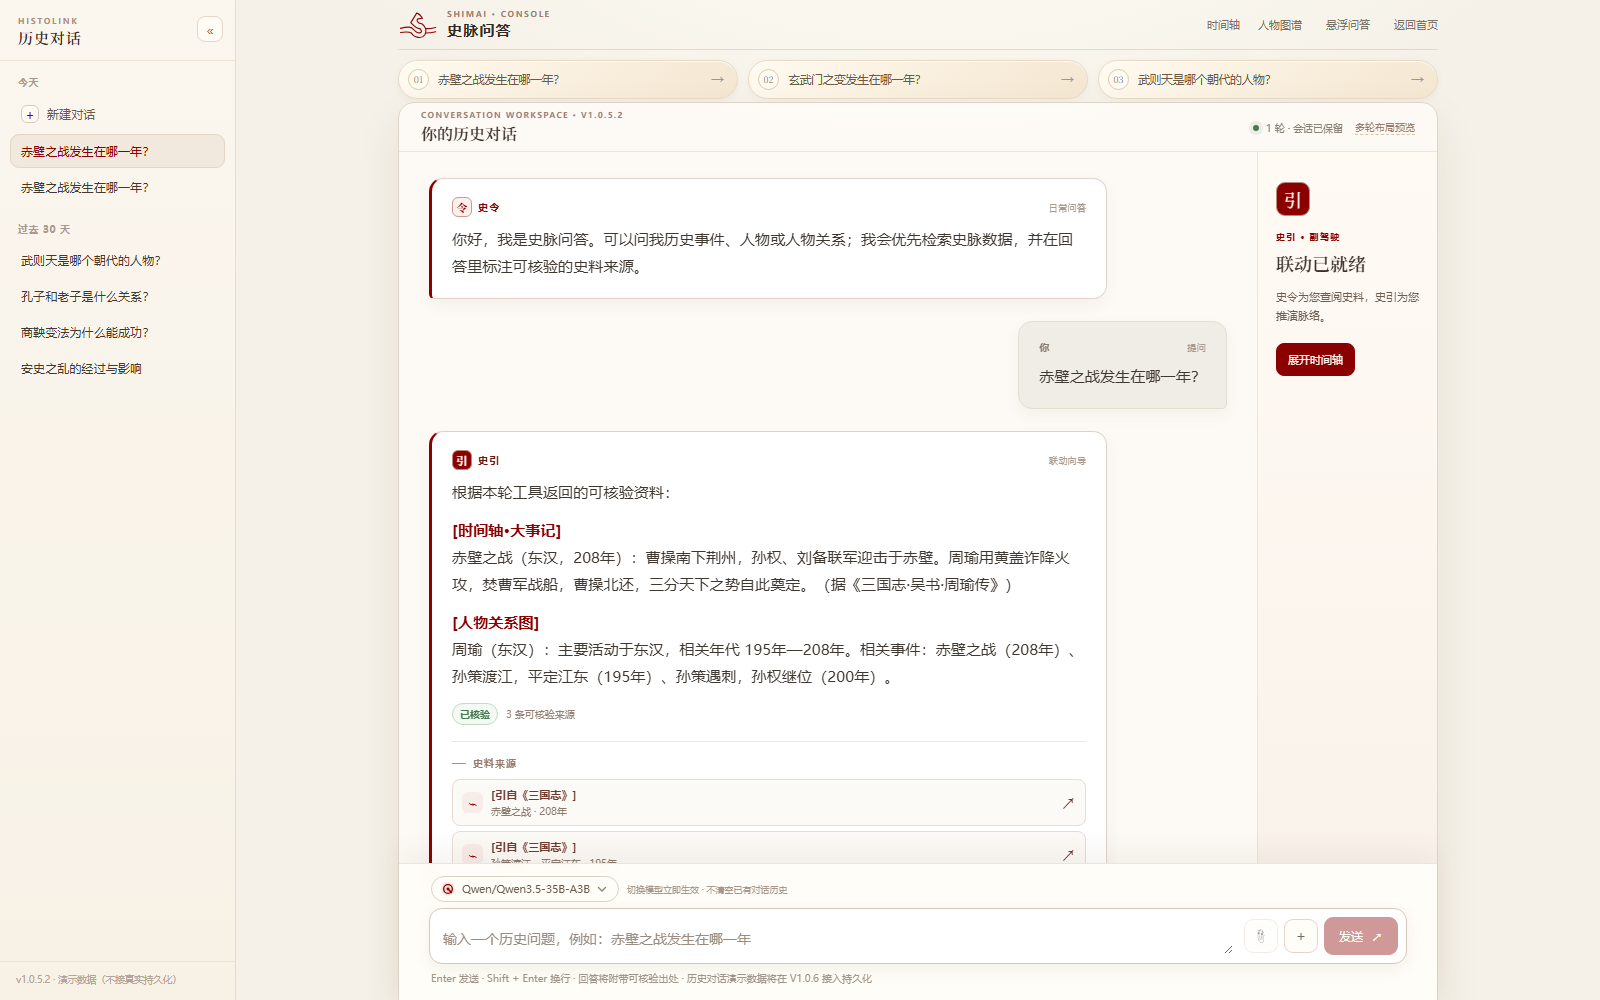 HISTOLINK
历史对话
«
今天
+ 新建对话
赤壁之战发生在哪一年？
赤壁之战发生在哪一年？
过去 30 天
武则天是哪个朝代的人物？
孔子和老子是什么关系？
商鞅变法为什么能成功？
安史之乱的经过与影响
v1.0.5.2 · 演示数据（不接真实持久化）
SHIMAI • CONSOLE
史脉问答
时间轴 人物图谱 悬浮问答 返回首页
01 赤壁之战发生在哪一年？ →
02 玄武门之变发生在哪一年？ →
03 武则天是哪个朝代的人物？ →
CONVERSATION WORKSPACE • V1.0.5.2
你的历史对话
1 轮 · 会话已保留 多轮布局预览
令 史令 日常问答
你好，我是史脉问答。可以问我历史事件、人物或人物关系；我会优先检索史脉数据，并在回
答里标注可核验的史料来源。
你 提问
赤壁之战发生在哪一年？
引 史引 联动向导
根据本轮工具返回的可核验资料：
[时间轴•大事记]
赤壁之战（东汉，208年）：曹操南下荆州，孙权、刘备联军迎击于赤壁。周瑜用黄盖诈降火
攻，焚曹军战船，曹操北还，三分天下之势自此奠定。（据《三国志·吴书·周瑜传》）
[人物关系图]
周瑜（东汉）：主要活动于东汉，相关年代 195年—208年。相关事件：赤壁之战（208年）、
孙策渡江，平定江东（195年）、孙策遇刺，孙权继位（200年）。
已核验 3 条可核验来源
史料来源
[引自《三国志》]
赤壁之战 · 208年
[引自《三国志》]
孙策渡江，平定江东 · 195年
引
史引 • 副驾驶
联动已就绪
史令为您查阅史料，史引为您
推演脉络。
展开时间轴
Qwen/Qwen3.5-35B-A3B 切换模型立即生效 · 不清空已有对话历史
输入一个历史问题，例如：赤壁之战发生在哪一年
+
发送 ↗
Enter 发送 · Shift + Enter 换行 · 回答将附带可核验出处 · 历史对话演示数据将在 V1.0.6 接入持久化